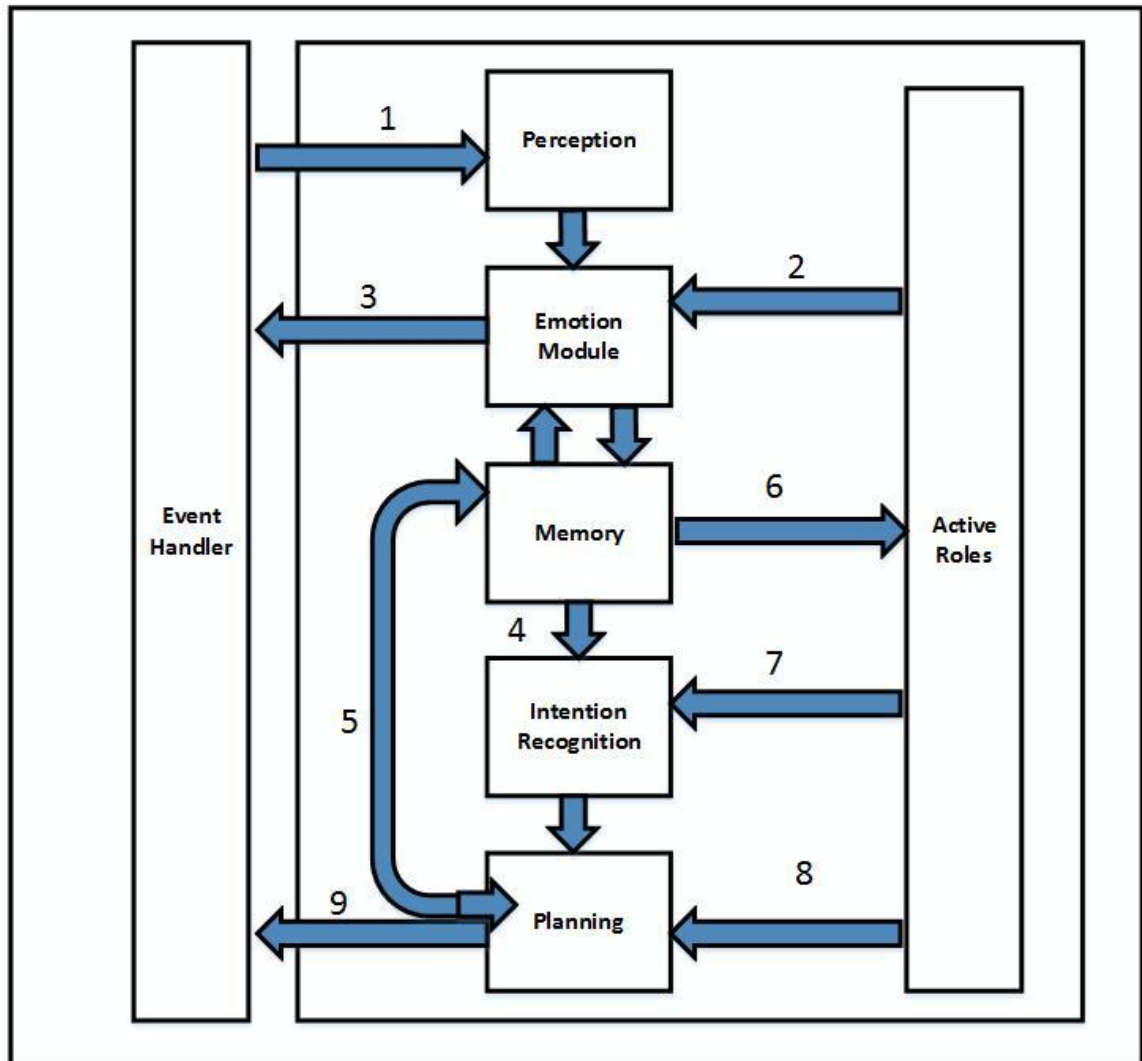 1
Perception
2
3
Emotion
Module
Event
Handler
Memory
6
Active
Roles
4
5
Intention
Recognition
7
8
9
Planning